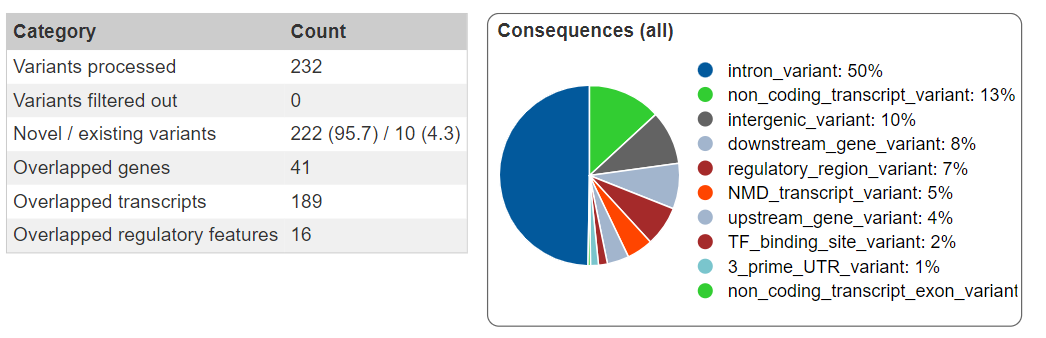 Category Count
Variants processed 232
Variants filtered out 0
Novel / existing variants 222 (95.7) / 10 (4.3)
Overlapped genes 41
Overlapped transcripts 189
Overlapped regulatory features 16
Consequences (all)
intron_variant: 50%
non_coding_transcript_variant: 13%
intergenic_variant: 10%
downstream_gene_variant: 8%
regulatory_region_variant: 7%
NMD_transcript_variant: 5%
upstream_gene_variant: 4%
TF_binding_site_variant: 2%
3_prime_UTR_variant: 1%
non_coding_transcript_exon_variant